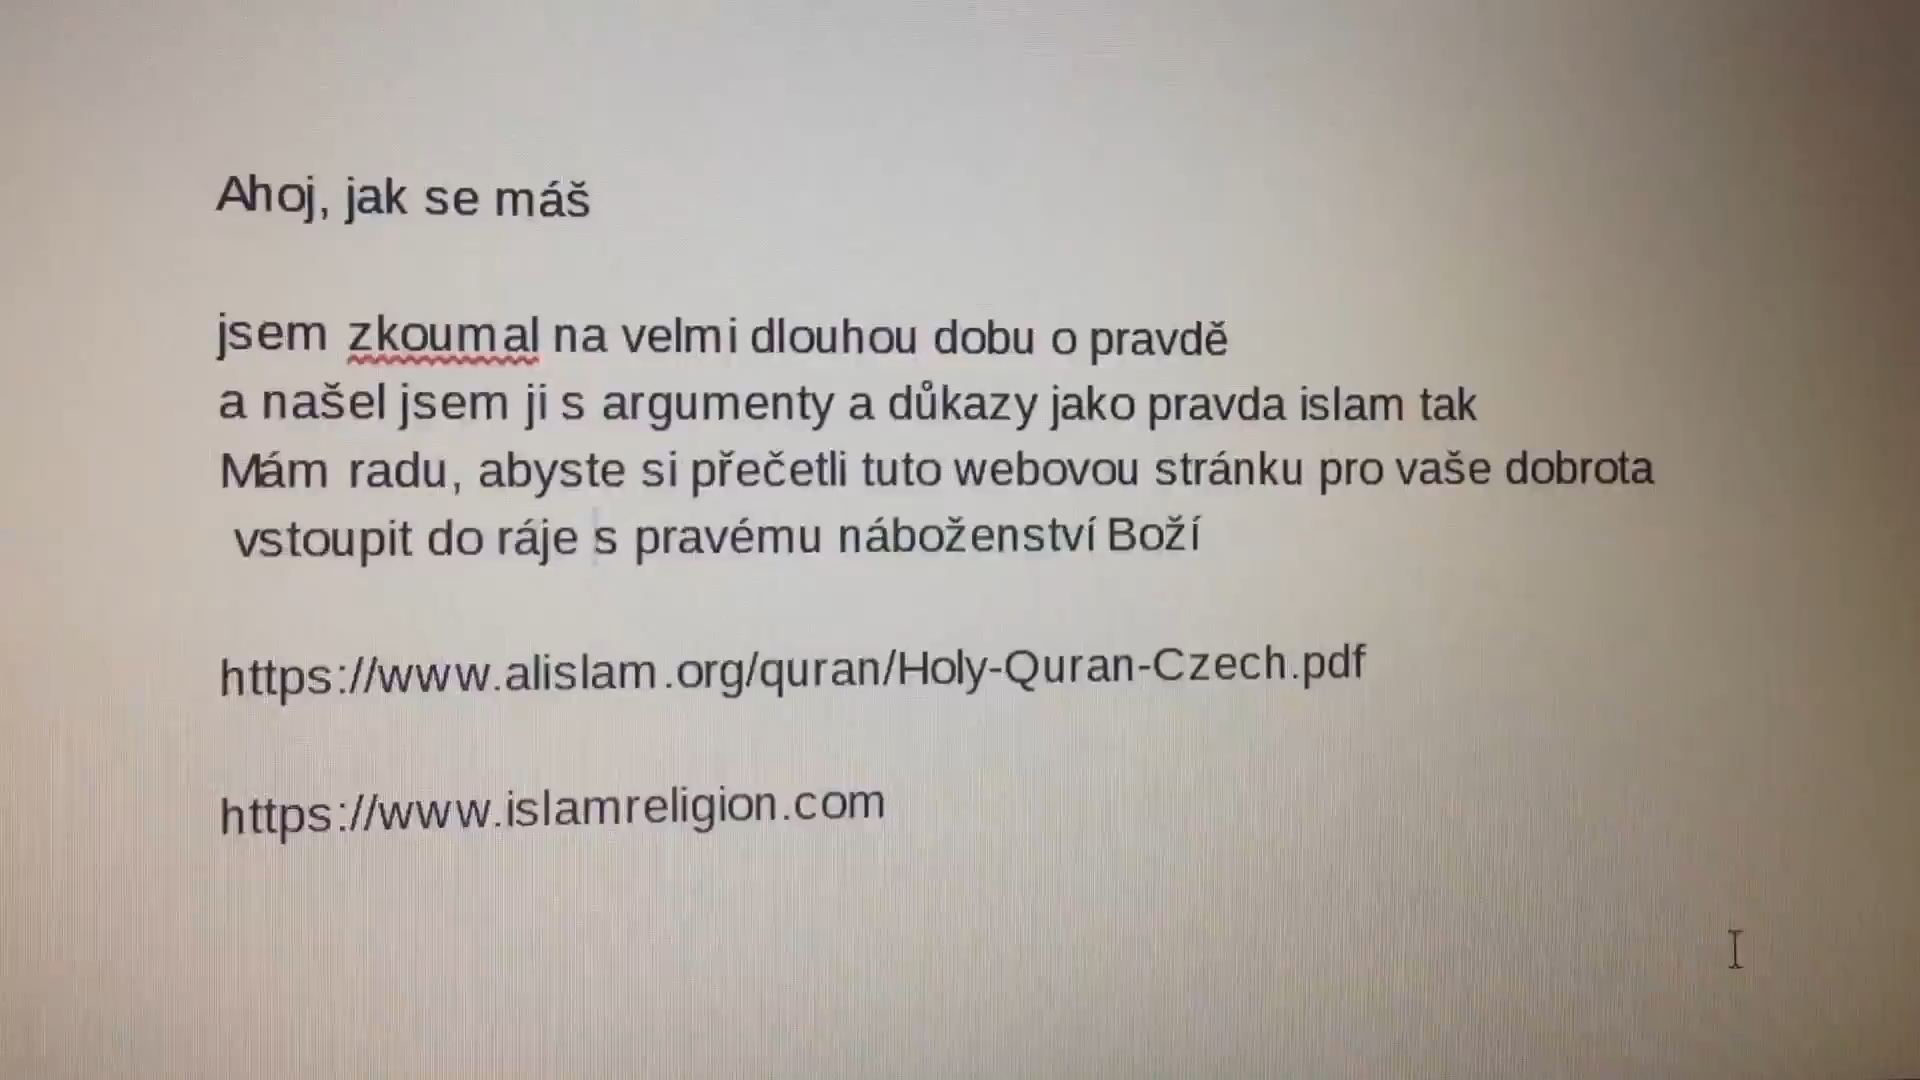 Ahoj, jak se máš
jsem zkoumal na velmi dlouhou dobu o pravdě
a našel jsem ji s argumenty a důkazy jako pravda islam tak
Mám radu, abyste si přečetli tuto webovou stránku pro vaše dobrota
vstoupit do ráje s pravému náboženství Boží
https://www.alislam.org/quran/Holy-Quran-Czech.pdf
https://www.islamreligion.com